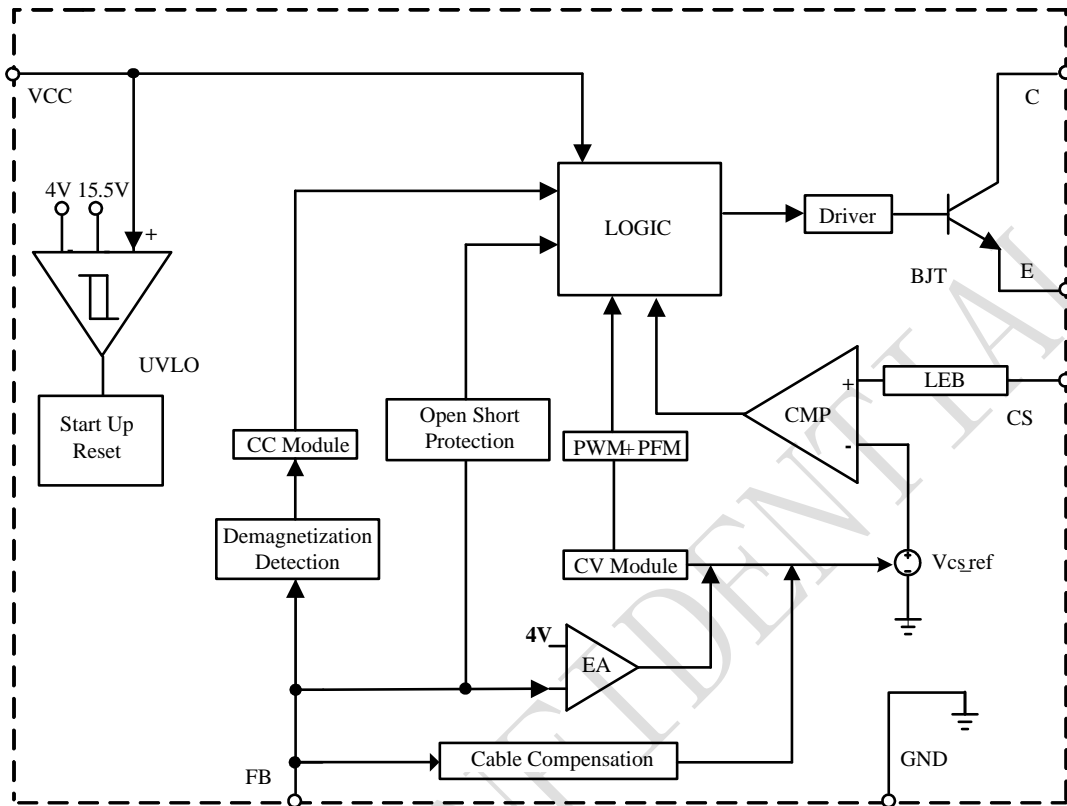 VCC
C
4V 15.5V
- - +
LOGIC
Driver
BJT
E
UVLO
Start Up
Reset
CC Module
Open Short
Protection
PWM+PFM
CMP
+
-
LEB
CS
Demagnetization
Detection
CV Module
+
-
Vcs_ref
4V
EA
Cable Compensation
FB
GND
NFIDENTIAL